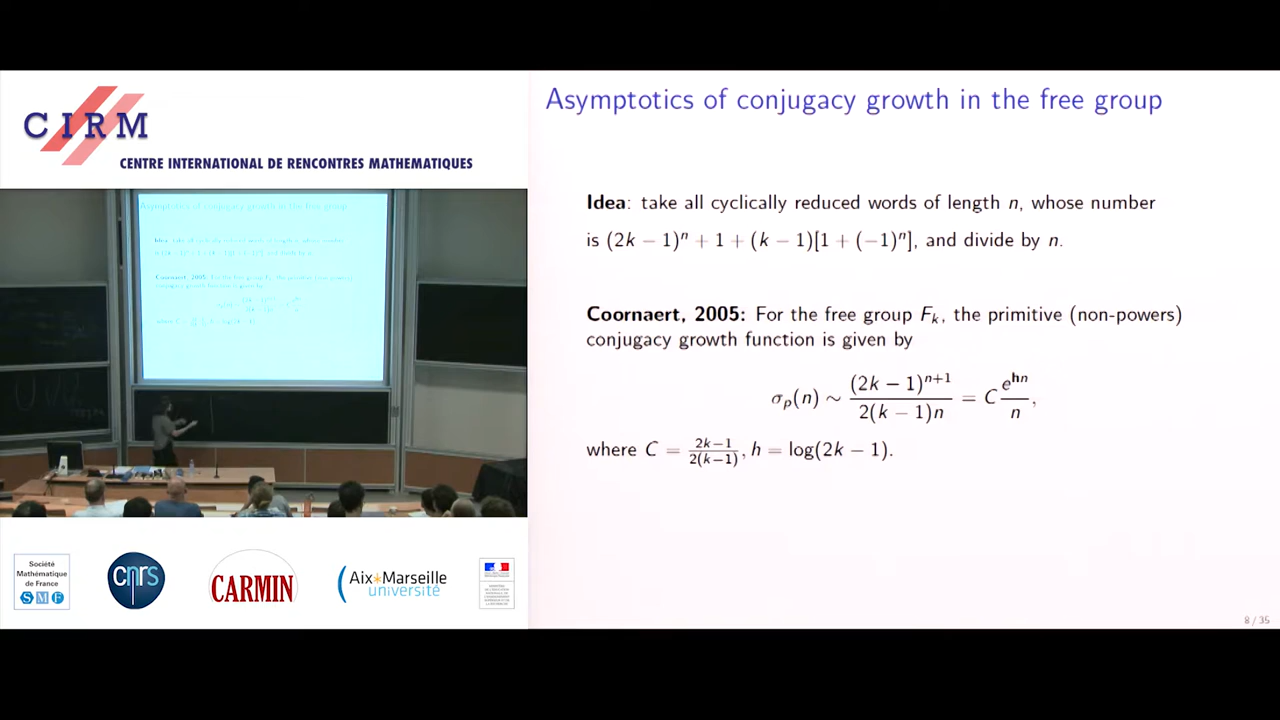 CIRM
CENTRE INTERNATIONAL DE RENCONTRES MATHEMATIQUES
Asymptotics of conjugacy growth in the free group
Idea: take all cyclically reduced words of length n, whose number
is (2k − 1)ⁿ + 1 + (k − 1)[1 + (−1)ⁿ], and divide by n.
Coornaert, 2005: For the free group Fₖ, the primitive (non-powers)
conjugacy growth function is given by
σₚ(n) ∼ (2k − 1)ⁿ⁺¹ / 2(k − 1)n = C eʰⁿ / n,
where C = 2k−1 / 2(k−1), h = log(2k − 1).
8 / 35
Société
Mathématique
de France
SMF
cnrs
CARMIN
Aix*Marseille
université